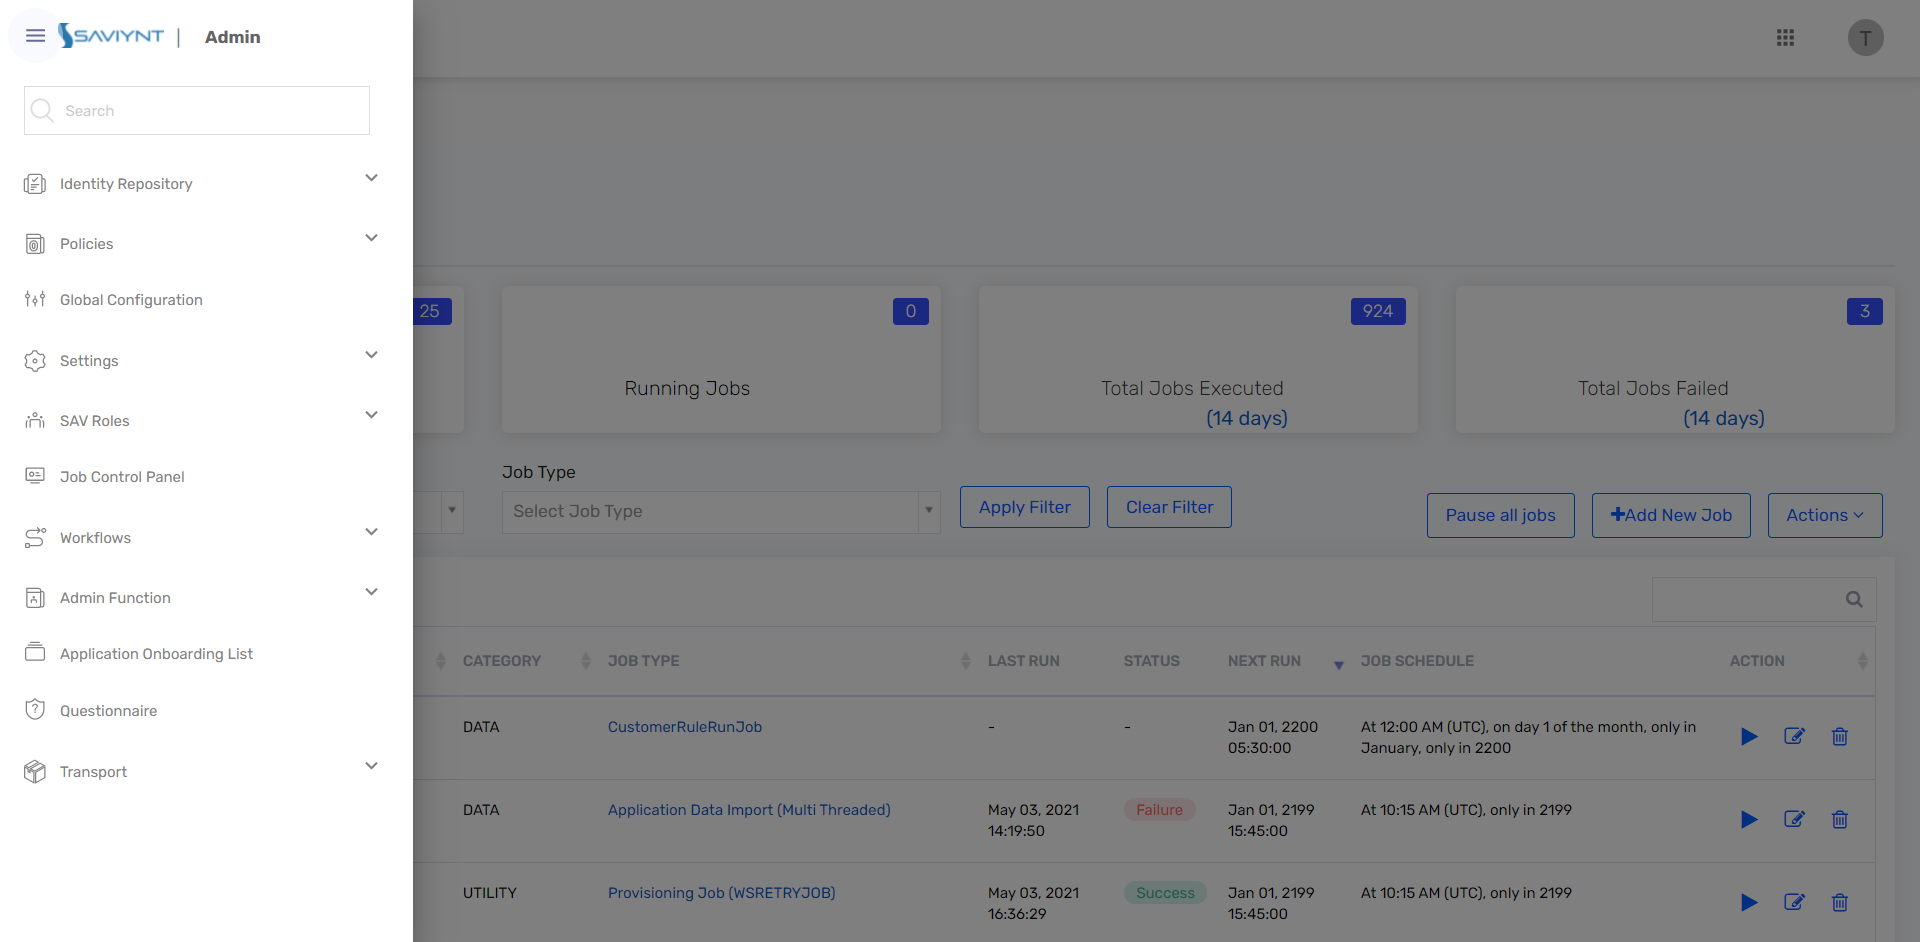 SAVIYNT | Admin
T
Search
Identity Repository
Policies
Global Configuration
Settings
SAV Roles
Job Control Panel
Workflows
Admin Function
Application Onboarding List
Questionnaire
Transport
25
0
Running Jobs
924
Total Jobs Executed
(14 days)
3
Total Jobs Failed
(14 days)
Job Type
Select Job Type
Apply Filter
Clear Filter
Pause all jobs
Add New Job
Actions
CATEGORY JOB TYPE LAST RUN STATUS NEXT RUN JOB SCHEDULE ACTION
DATA CustomerRuleRunJob - - Jan 01, 2200 At 12:00 AM (UTC), on day 1 of the month, only in
05:30:00 January, only in 2200
DATA Application Data Import (Multi Threaded) May 03, 2021 Failure Jan 01, 2199 At 10:15 AM (UTC), only in 2199
14:19:50 15:45:00
UTILITY Provisioning Job (WSRETRYJOB) May 03, 2021 Success Jan 01, 2199 At 10:15 AM (UTC), only in 2199
16:36:29 15:45:00